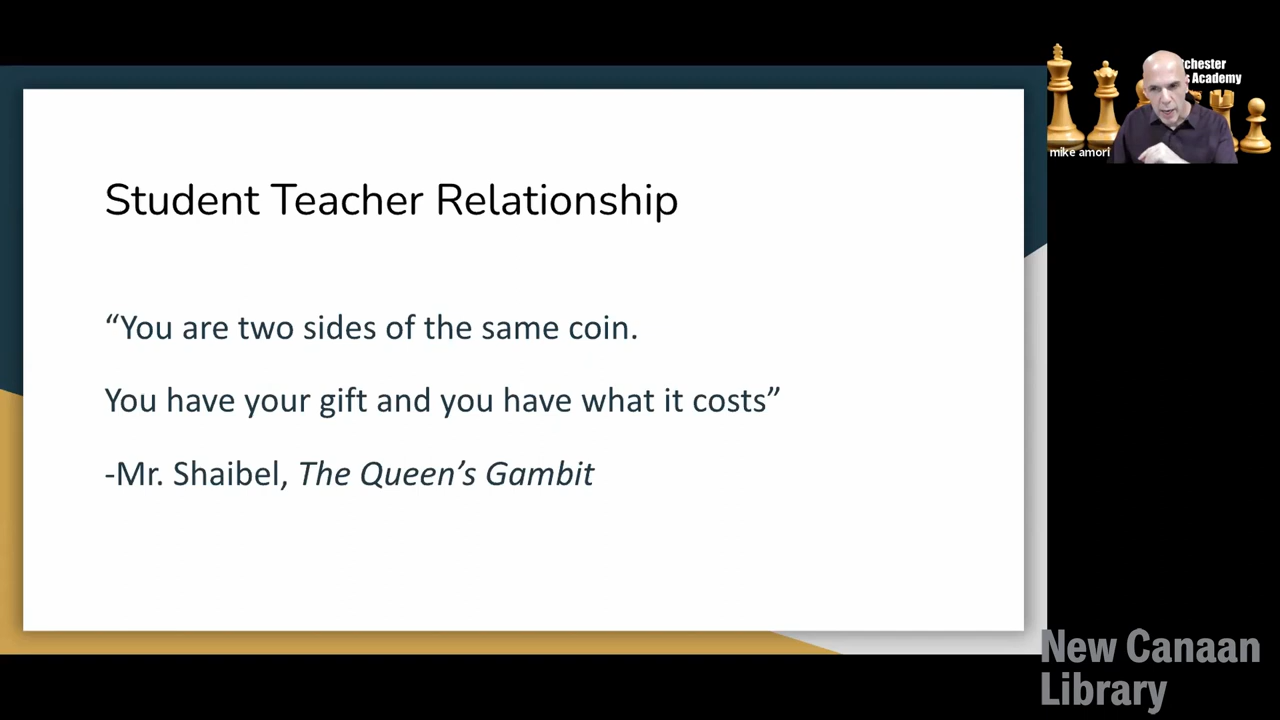 Student Teacher Relationship
“You are two sides of the same coin.
You have your gift and you have what it costs”
-Mr. Shaibel, The Queen’s Gambit
chester
s Academy
mike amori
New Canaan
Library